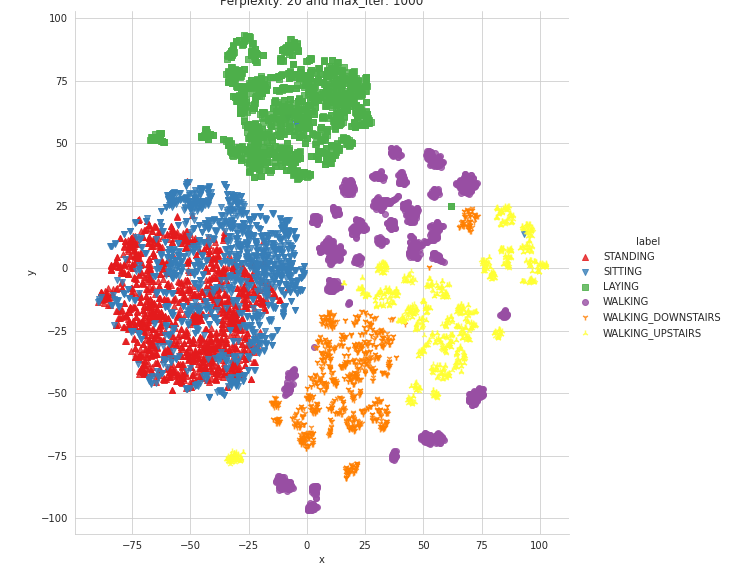 Perplexity: 20 and max_iter: 1000
100
75
50
25
0
−25
−50
−75
−100
y
−75
−50
−25
0
25
50
75
100
x
label
STANDING
SITTING
LAYING
WALKING
WALKING_DOWNSTAIRS
WALKING_UPSTAIRS